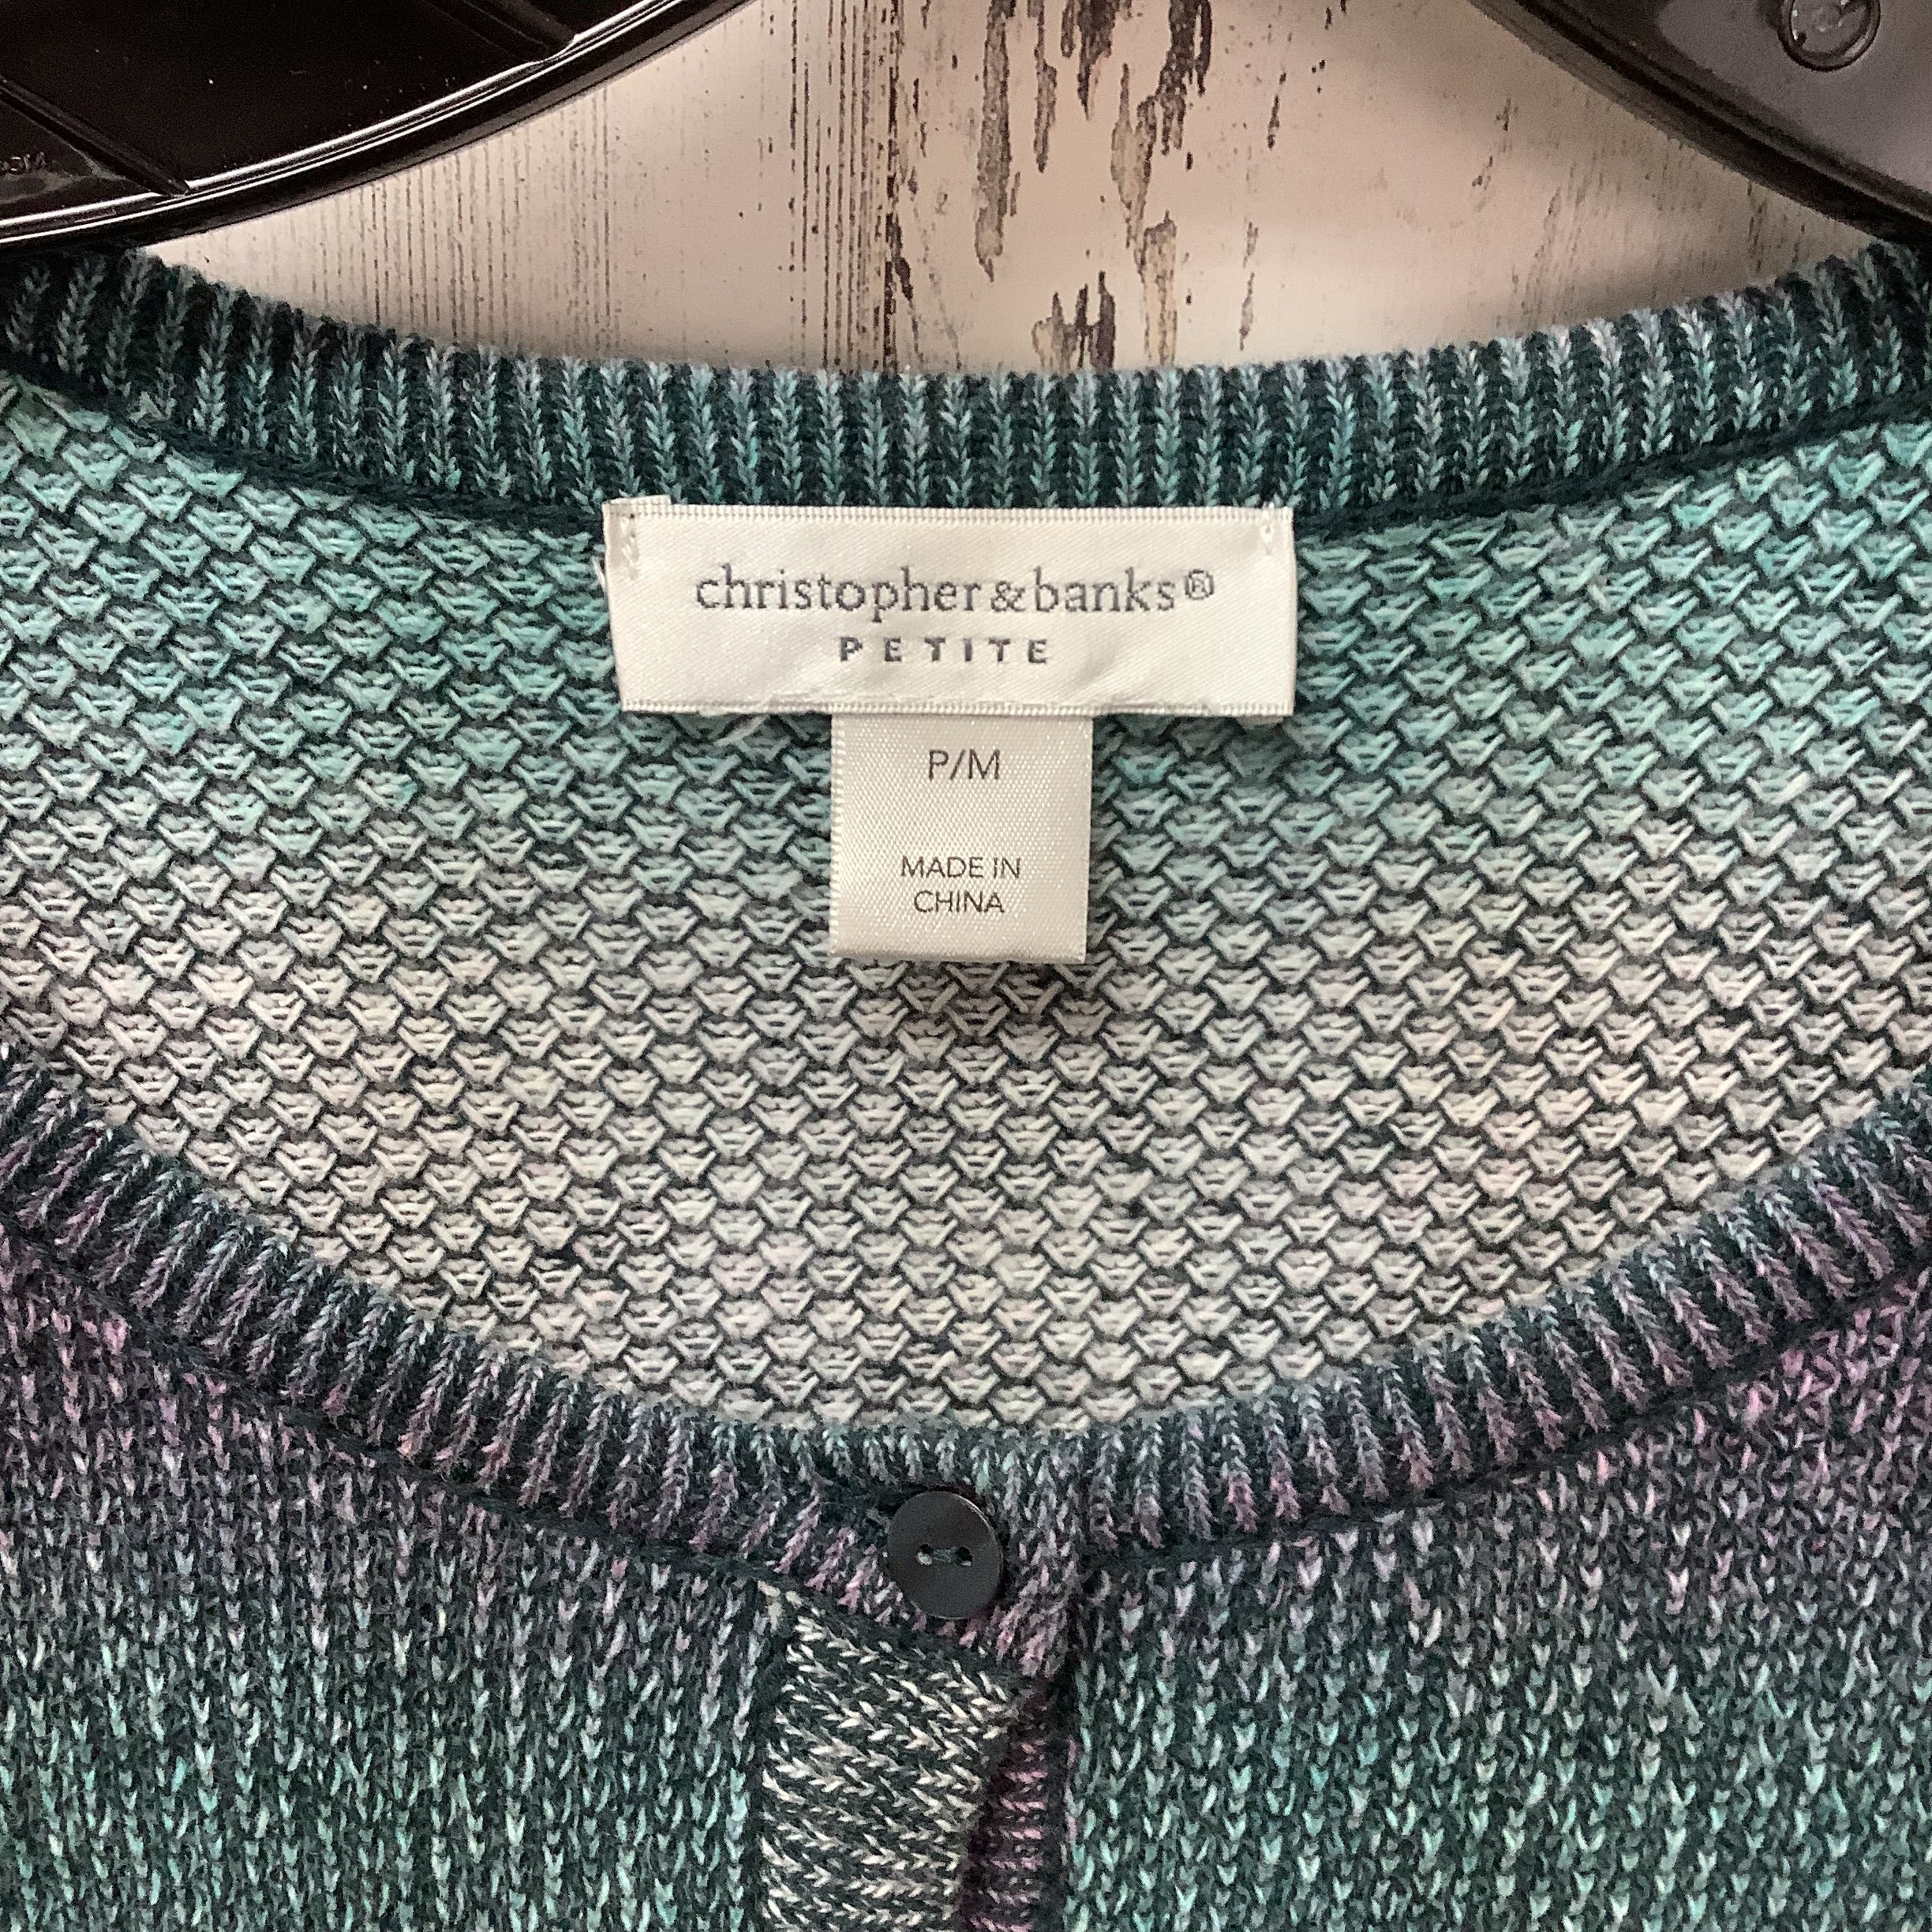 christopher & banks®
PETITE
P/M
MADE IN
CHINA